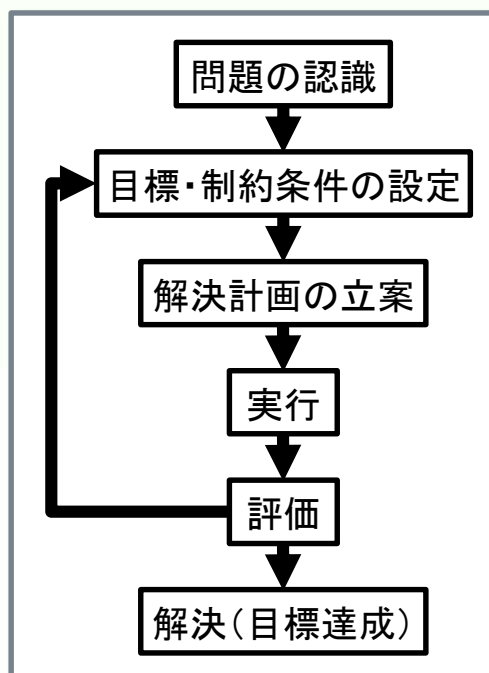 問題の認識
目標・制約条件の設定
解決計画の立案
実行
評価
解決（目標達成）